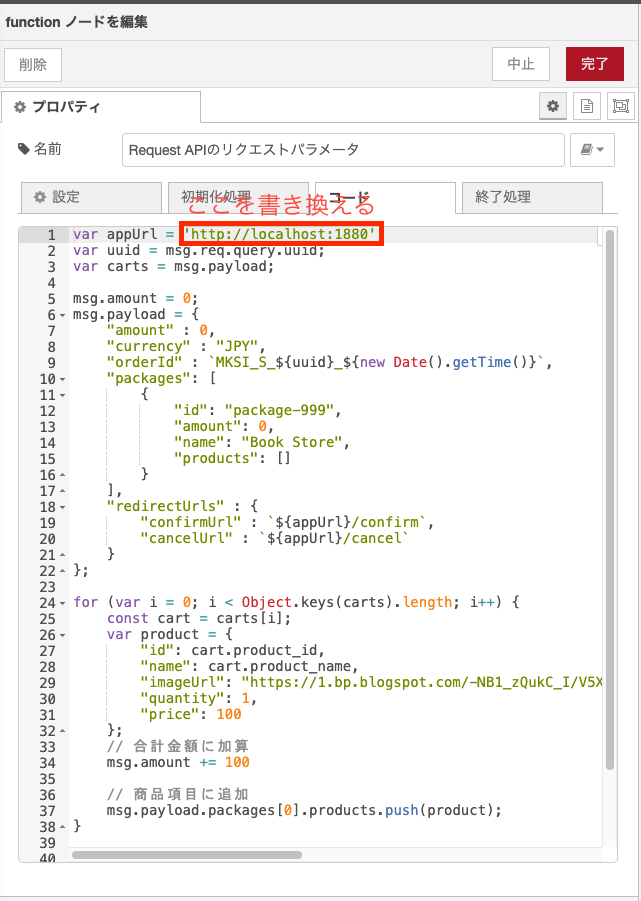 function ノードを編集
削除
中止
完了
プロパティ
名前
Request APIのリクエストパラメータ
設定
初期化処理
コード
終了処理
ここを書き換える
1 var appUrl = 'http://localhost:1880'
2 var uuid = msg.req.query.uuid;
3 var carts = msg.payload;
4
5 msg.amount = 0;
6 msg.payload = {
7 "amount" : 0,
8 "currency" : "JPY",
9 "orderId" : `MKSI_S_${uuid}_${new Date().getTime()}`,
10 "packages": [
11 {
12 "id": "package-999",
13 "amount": 0,
14 "name": "Book Store",
15 "products": []
16 }
17 ],
18 "redirectUrls" : {
19 "confirmUrl" : `${appUrl}/confirm`,
20 "cancelUrl" : `${appUrl}/cancel`
21 }
22 };
23
24 for (var i = 0; i < Object.keys(carts).length; i++) {
25 const cart = carts[i];
26 var product = {
27 "id": cart.product_id,
28 "name": cart.product_name,
29 "imageUrl": "https://1.bp.blogspot.com/-NB1_zQukC_I/V5X
30 "quantity": 1,
31 "price": 100
32 };
33 // 合計金額に加算
34 msg.amount += 100
35
36 // 商品項目に追加
37 msg.payload.packages[0].products.push(product);
38 }
39
40